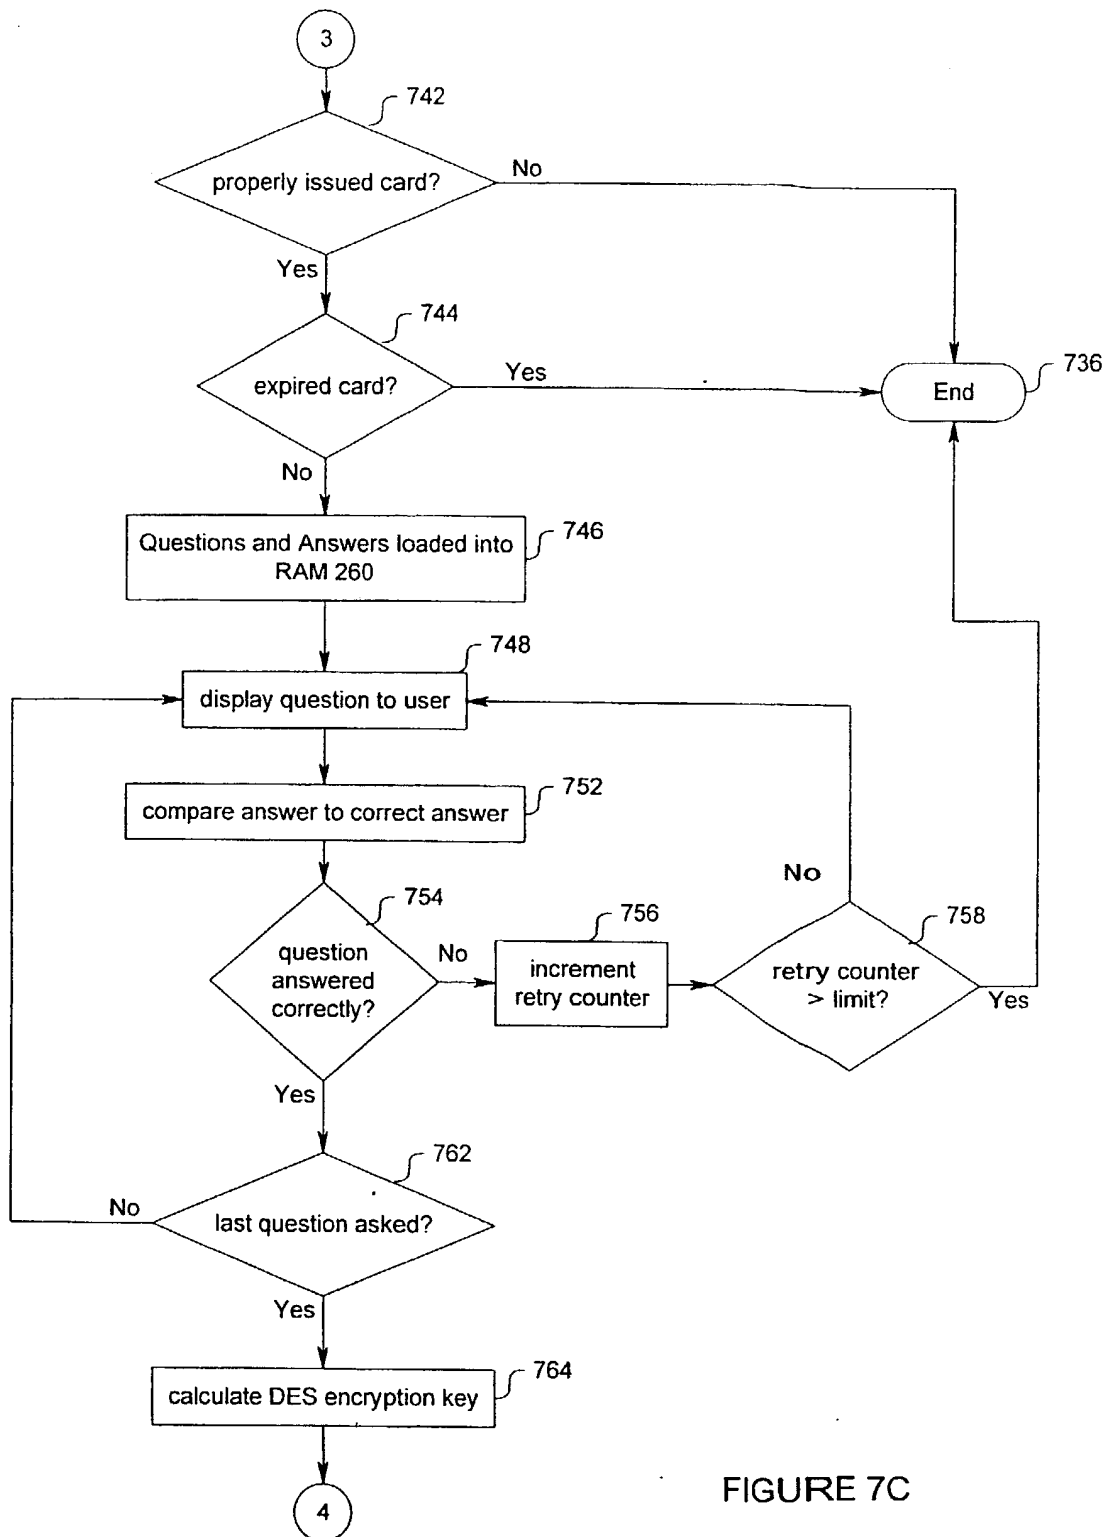 3
742
properly issued card?
No
Yes
744
expired card?
Yes
End
736
No
Questions and Answers loaded into
RAM 260
746
748
display question to user
752
compare answer to correct answer
No
754
756
758
question
answered
correctly?
No
increment
retry counter
retry counter
> limit?
Yes
Yes
762
No
last question asked?
Yes
764
calculate DES encryption key
4
FIGURE 7C